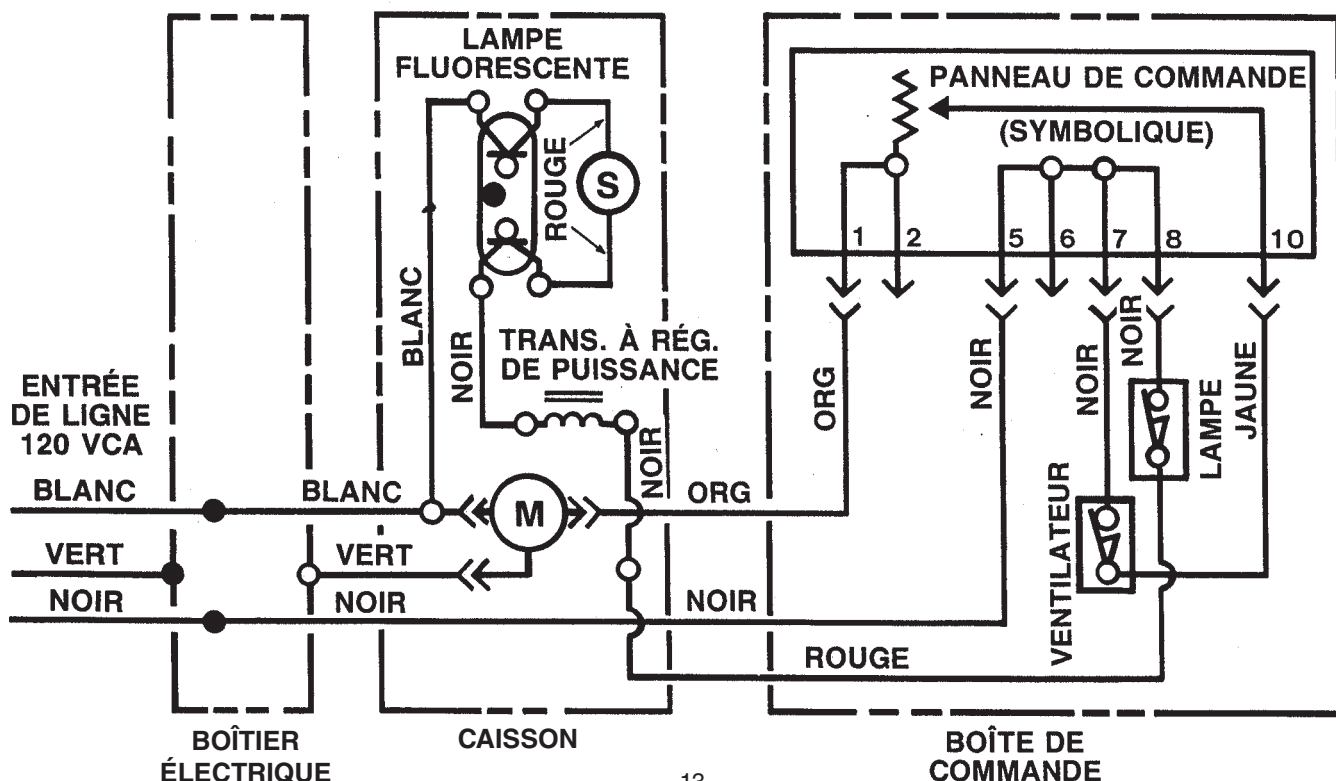 LAMPE
FLUORESCENTE
PANNEAU DE COMMANDE
(SYMBOLIQUE)
ROUGE
S
1
2
5
6
7
8
10
BLANC
NOIR
TRANS. À RÉG.
DE PUISSANCE
NOIR
ORG
NOIR
NOIR
NOIR
LAMPE
JAUNE
ENTRÉE
DE LIGNE
120 VCA
BLANC
BLANC
M
ORG
VENTILATEUR
VERT
VERT
NOIR
NOIR
NOIR
ROUGE
BOÎTIER
ÉLECTRIQUE
CAISSON
13
BOÎTE DE
COMMANDE